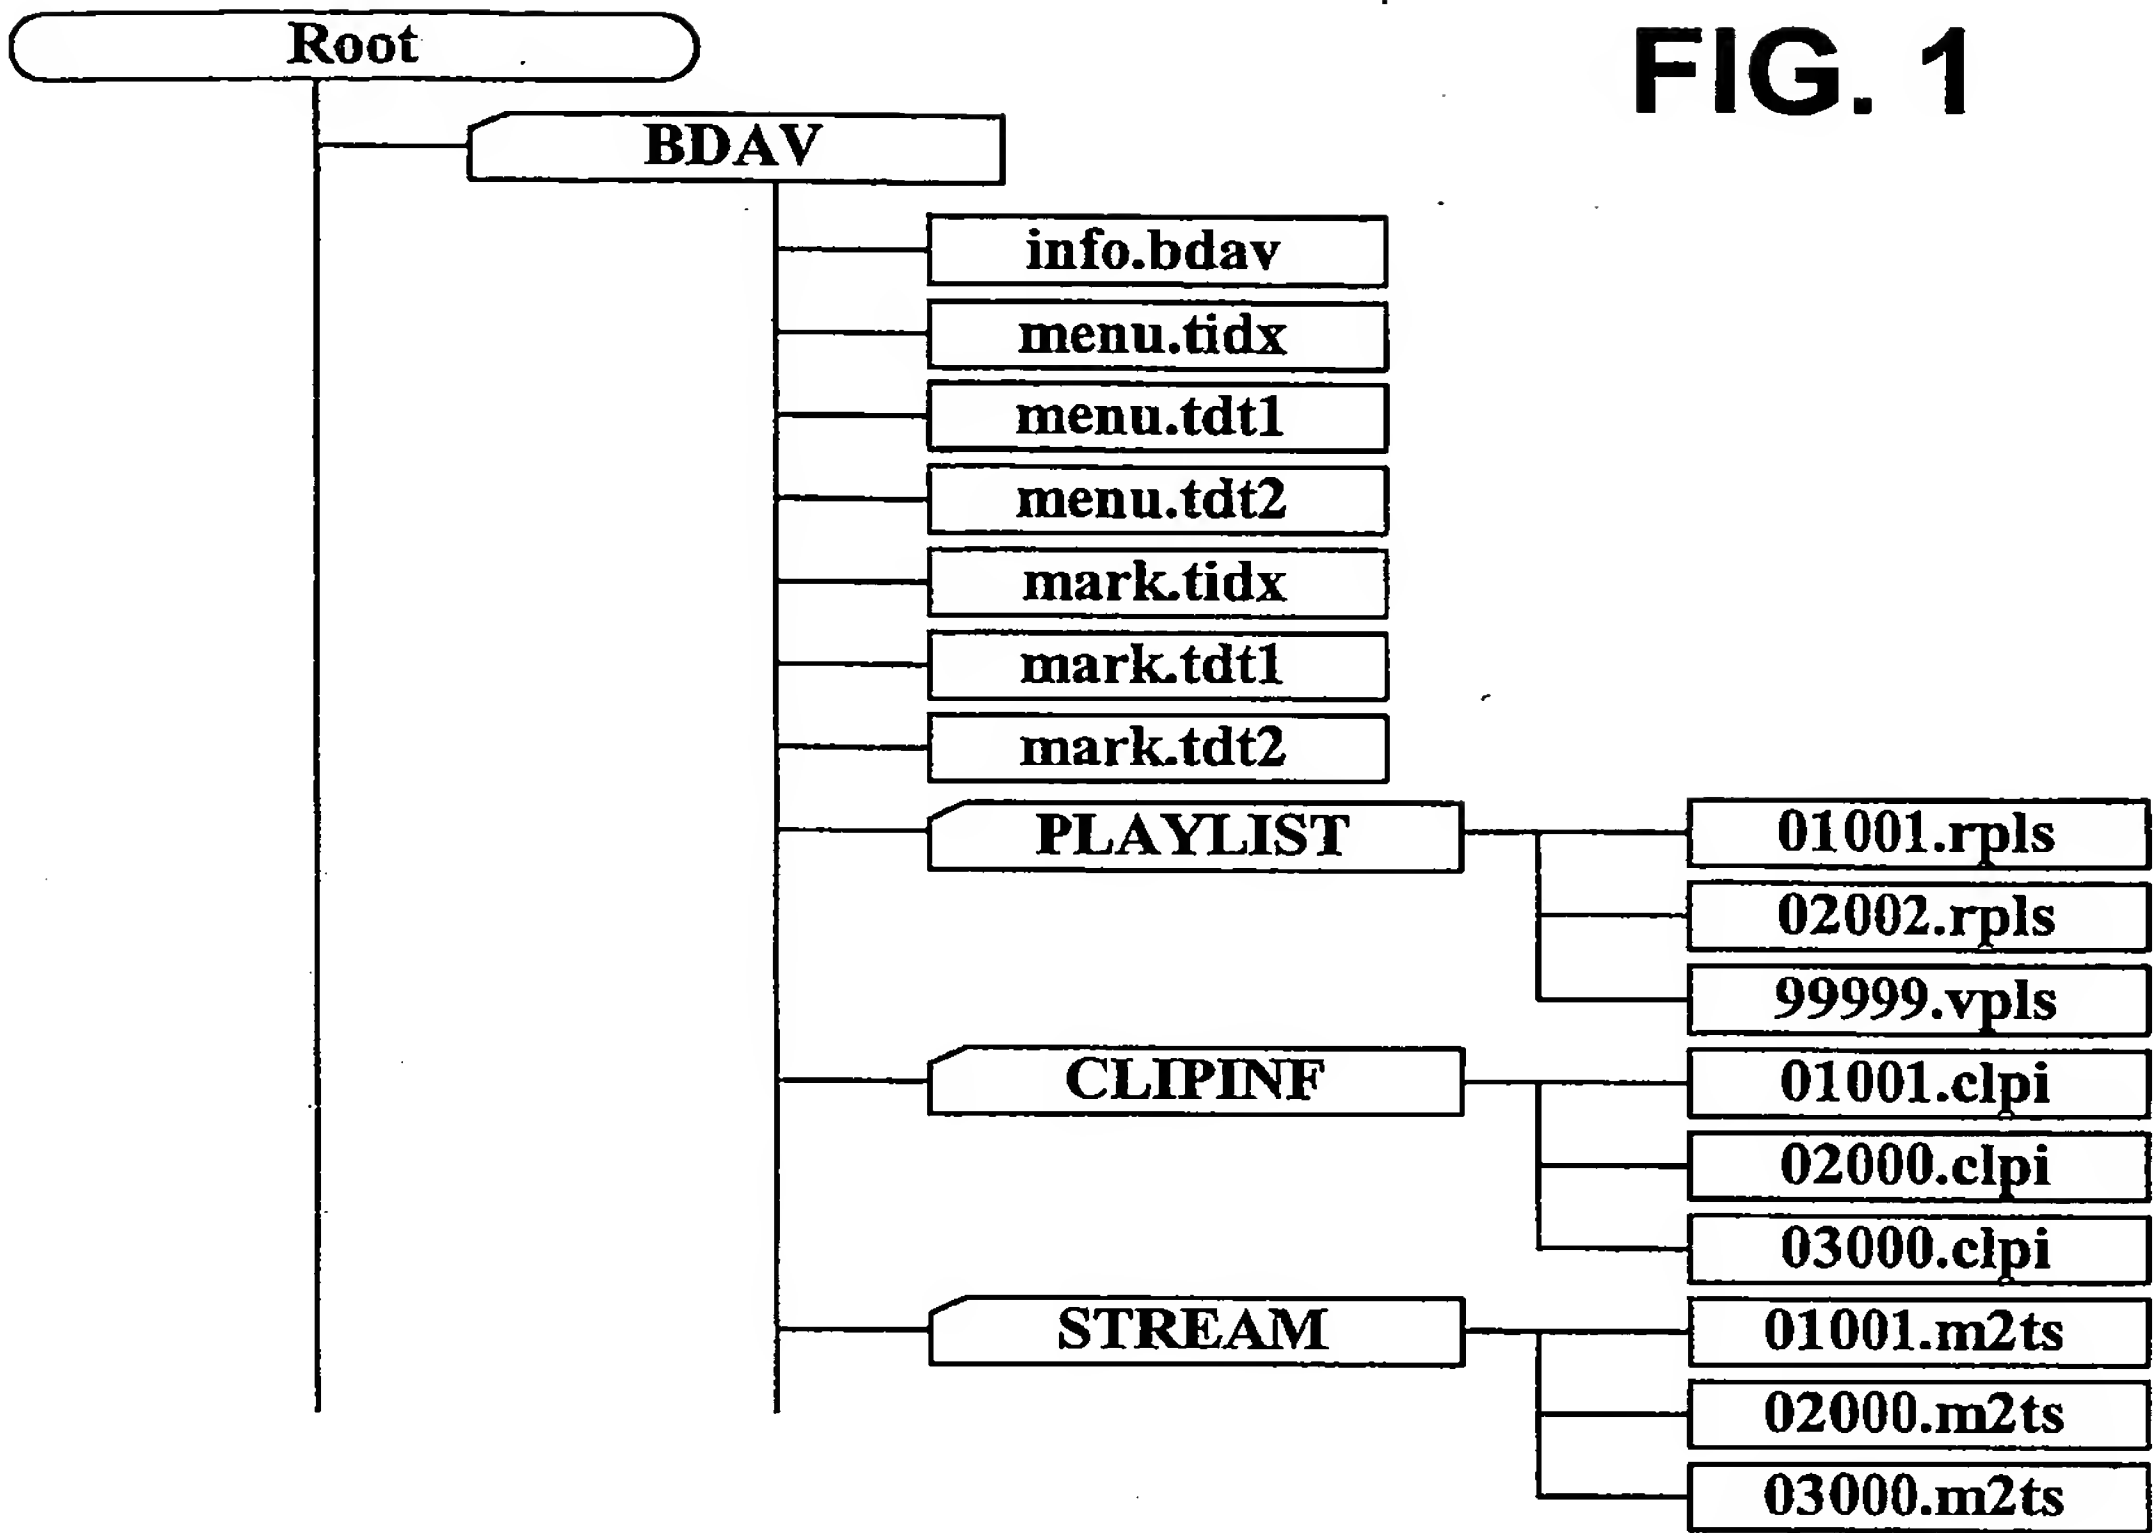 Root
FIG. 1
BDAV
info.bdav
menu.tidx
menu.tdt1
menu.tdt2
mark.tidx
mark.tdt1
mark.tdt2
PLAYLIST
01001.rpls
02002.rpls
99999.vpls
CLIPINF
01001.clpi
02000.clpi
03000.clpi
STREAM
01001.m2ts
02000.m2ts
03000.m2ts